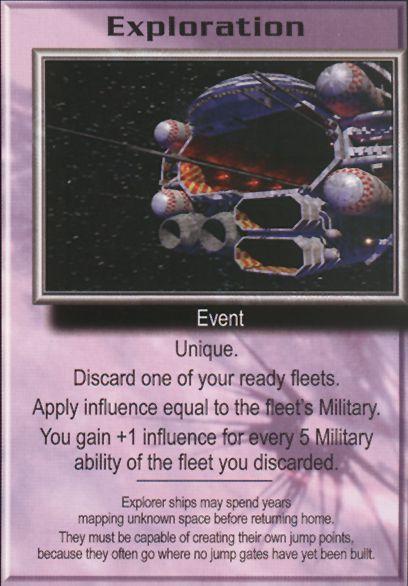 Exploration
Event
Unique.
Discard one of your ready fleets.
Apply influence equal to the fleet's Military.
You gain +1 influence for every 5 Military
ability of the fleet you discarded.
Explorer ships may spend years
mapping unknown space before returning home.
They must be capable of creating their own jump points,
because they often go where no jump gates have yet been built.